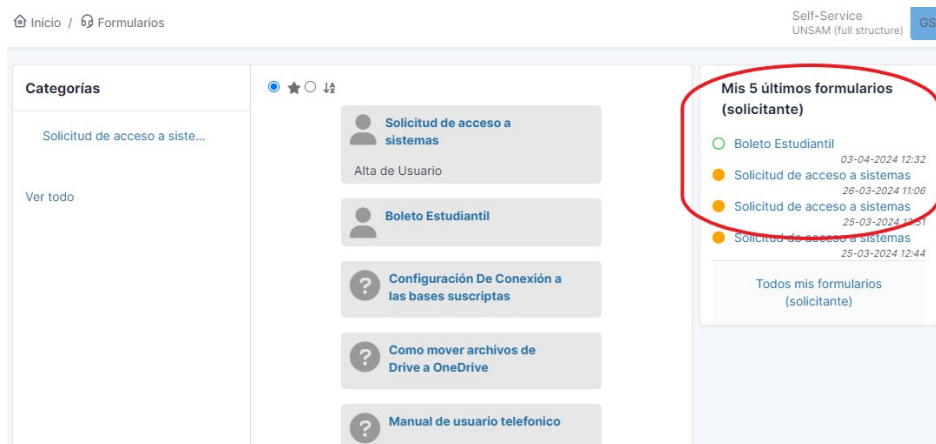 Inicio / Formularios
Self-Service
UNSAM (full structure)
GS
Categorías
Solicitud de acceso a siste...
Ver todo
Solicitud de acceso a
sistemas
Alta de Usuario
Boleto Estudiantil
Configuración De Conexión a
las bases suscriptas
Como mover archivos de
Drive a OneDrive
Manual de usuario telefonico
Mis 5 últimos formularios
(solicitante)
Boleto Estudiantil
03-04-2024 12:32
Solicitud de acceso a sistemas
26-03-2024 11:06
Solicitud de acceso a sistemas
25-03-2024 12:51
Solicitud de acceso a sistemas
25-03-2024 12:44
Todos mis formularios
(solicitante)